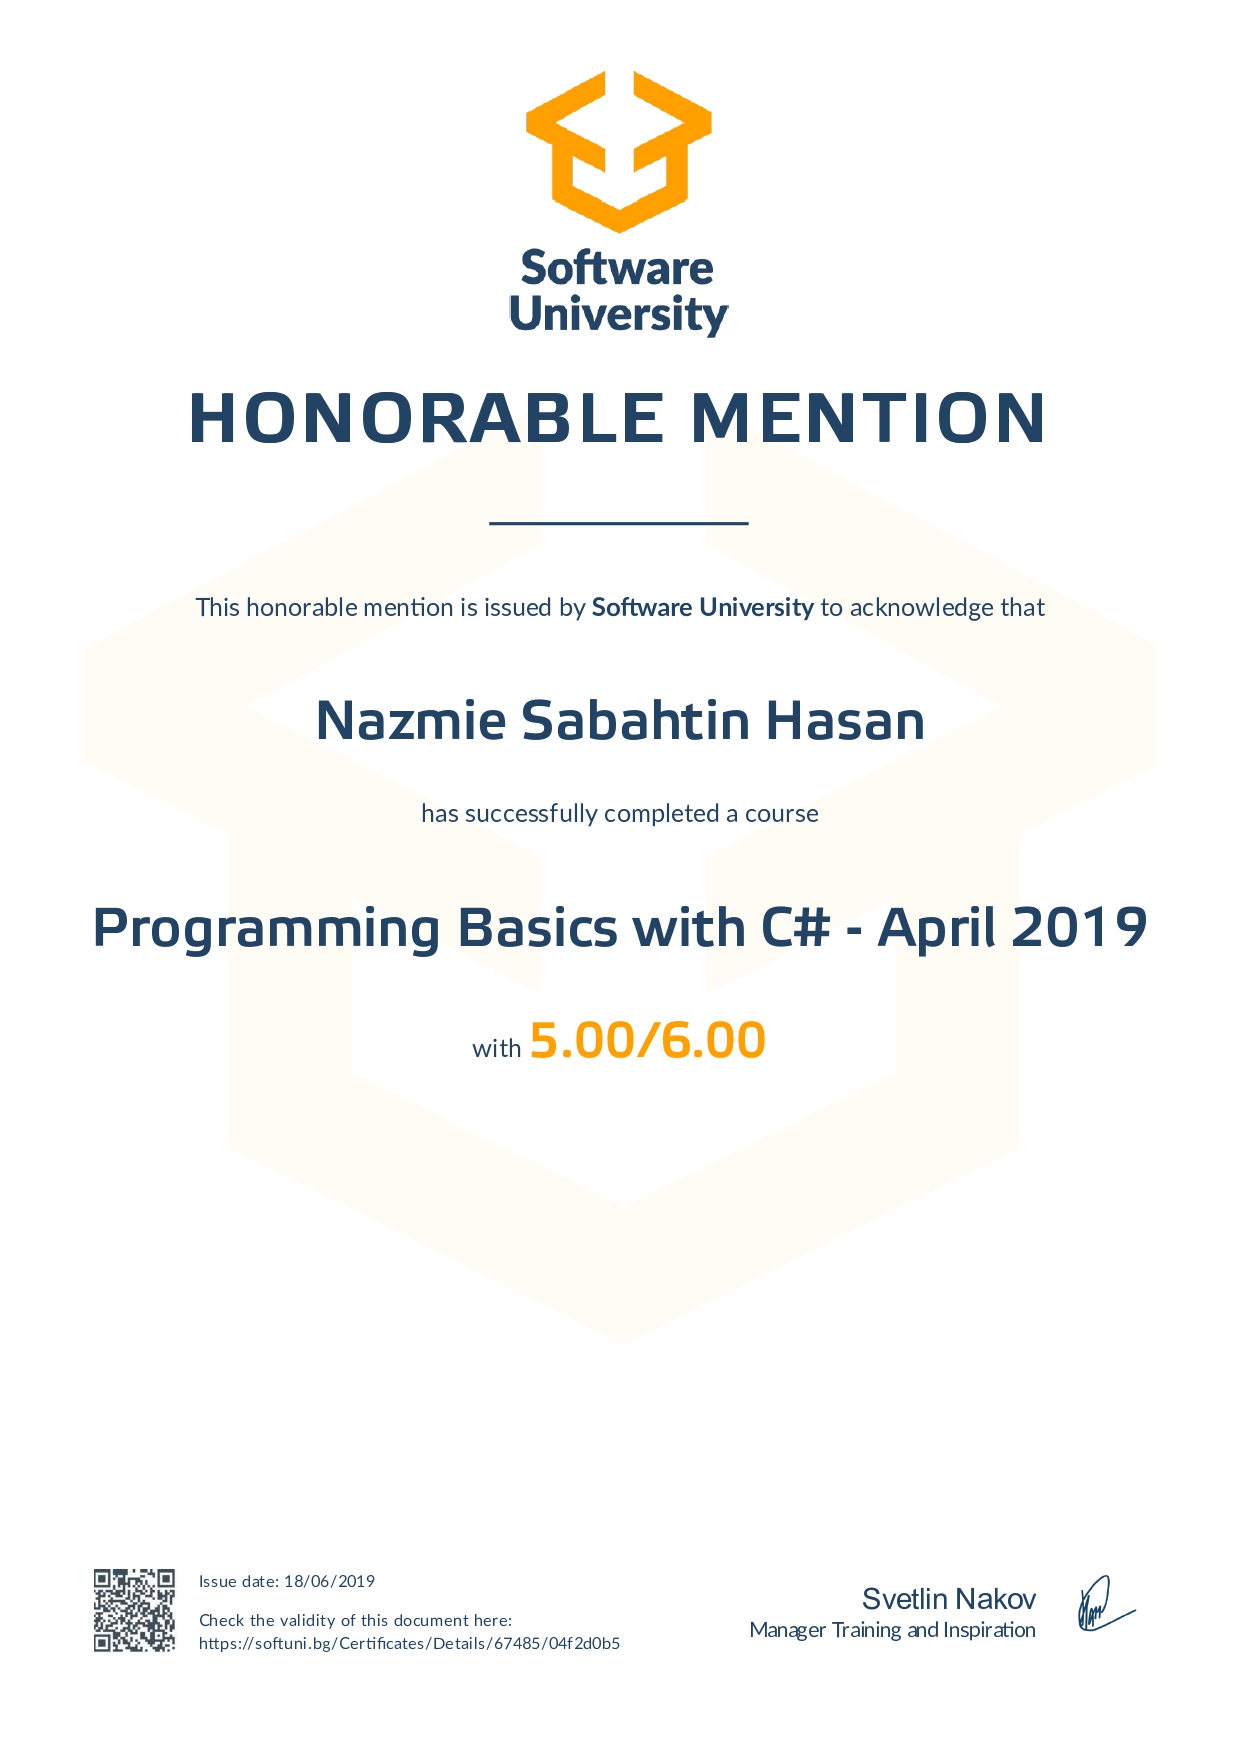 Software
University
HONORABLE MENTION
This honorable mention is issued by Software University to acknowledge that
Nazmie Sabahtin Hasan
has successfully completed a course
Programming Basics with C# - April 2019
with 5.00/6.00
Issue date: 18/06/2019
Check the validity of this document here:
https://softuni.bg/Certificates/Details/67485/04f2d0b5
Svetlin Nakov
Manager Training and Inspiration